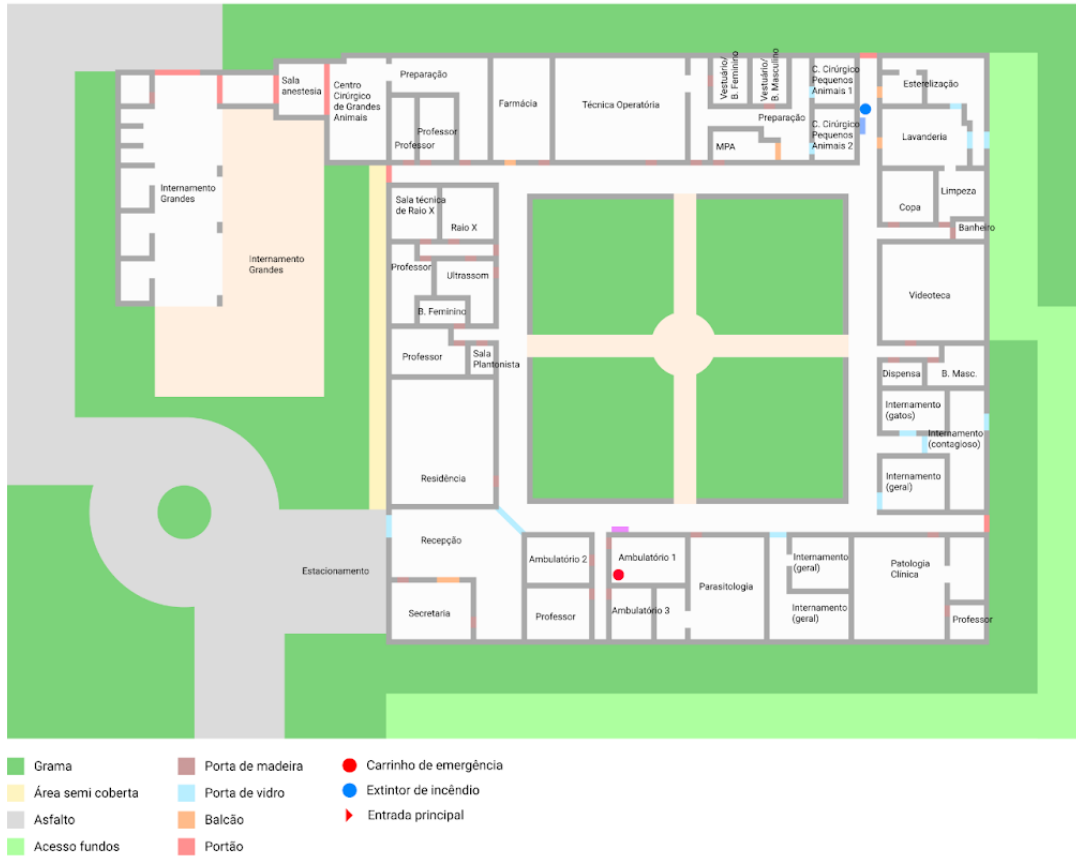 Sala
anestesia
Centro
Cirúrgico
de Grandes
Animais
Preparação
Professor
Professor
Farmácia
Técnica Operatória
Vestuário/
B. Feminino
Vestuário/
B. Masculino
Preparação
MPA
C. Cirúrgico
Pequenos
Animais 1
C. Cirúrgico
Pequenos
Animais 2
Esterelização
Lavanderia
Limpeza
Copa
Banheiro
Internamento
Grandes
Internamento
Grandes
Sala técnica
de Raio X
Raio X
Professor
Ultrassom
B. Feminino
Professor
Sala
Plantonista
Residência
Videoteca
Dispensa
B. Masc.
Internamento
(gatos)
Internamento
(contagioso)
Internamento
(geral)
Estacionamento
Recepção
Secretaria
Ambulatório 2
Professor
Ambulatório 1
Ambulatório 3
Parasitologia
Internamento
(geral)
Internamento
(geral)
Patologia
Clínica
Professor
Grama
Área semi coberta
Asfalto
Acesso fundos
Porta de madeira
Porta de vidro
Balcão
Portão
Carrinho de emergência
Extintor de incêndio
Entrada principal